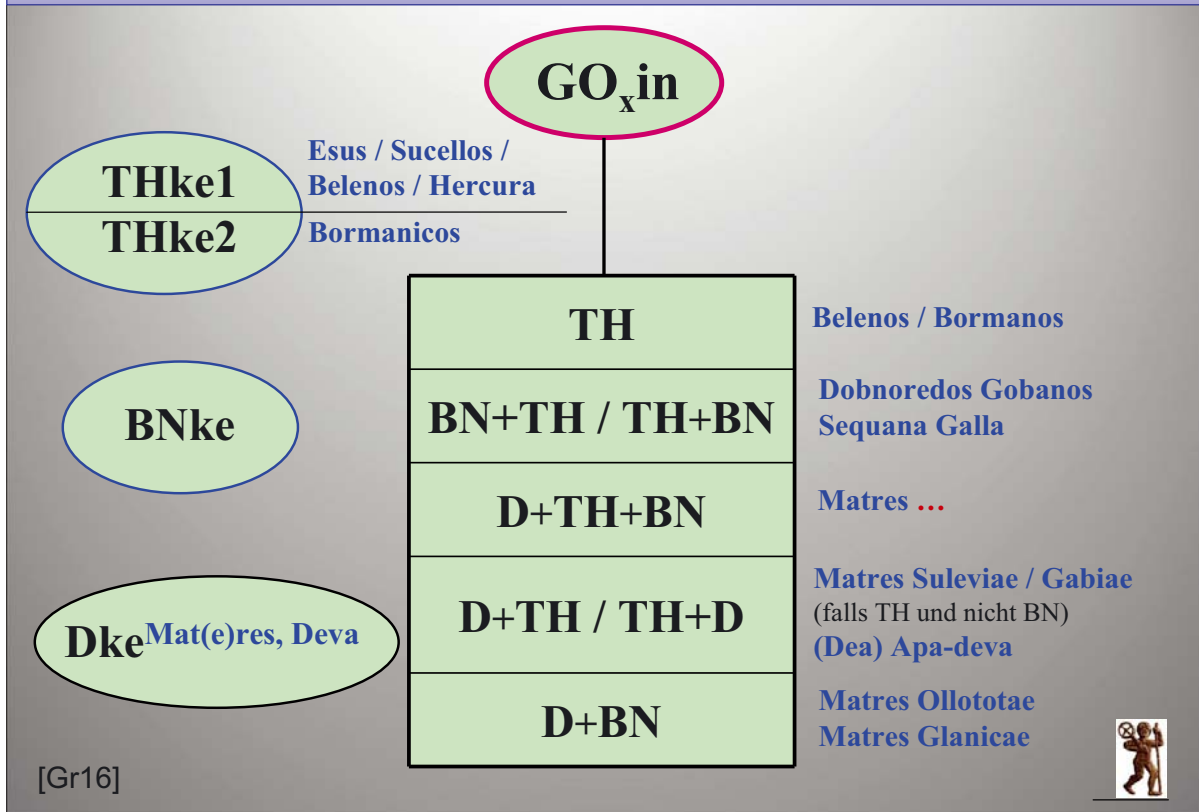 GOxin
THke1
Esus / Sucellos /
Belenos / Hercura
THke2
Bormanicos
TH
Belenos / Bormanos
BNke
BN+TH / TH+BN
Dobnoredos Gobanos
Sequana Galla
D+TH+BN
Matres …
Dke Mat(e)res, Deva
D+TH / TH+D
Matres Suleviae / Gabiae
(falls TH und nicht BN)
(Dea) Apa-deva
D+BN
Matres Ollototae
Matres Glanicae
[Gr16]